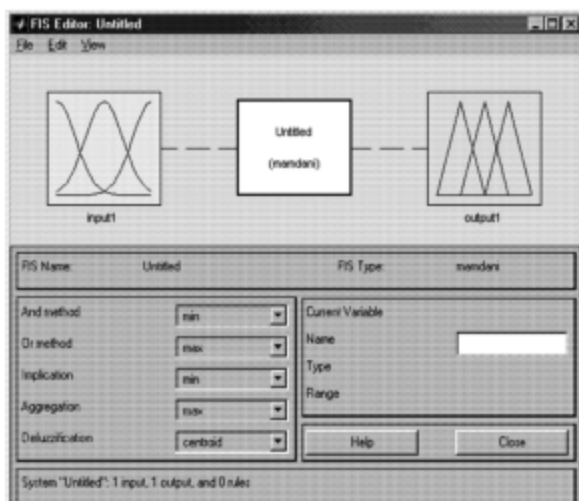 FIS Editor: Untitled
File Edit View
Untitled
(mamdani)
input1
output1
FIS Name: Untitled FIS Type: mamdani
And method min
Or method max
Implication min
Aggregation max
Defuzzification centroid
Current Variable
Name
Type
Range
Help Close
System "Untitled": 1 input, 1 output, and 0 rules